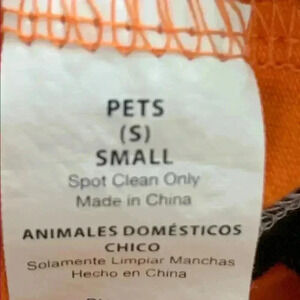 PETS
(S)
SMALL
Spot Clean Only
Made in China
ANIMALES DOMÉSTICOS
CHICO
Solamente Limpiar Manchas
Hecho en China